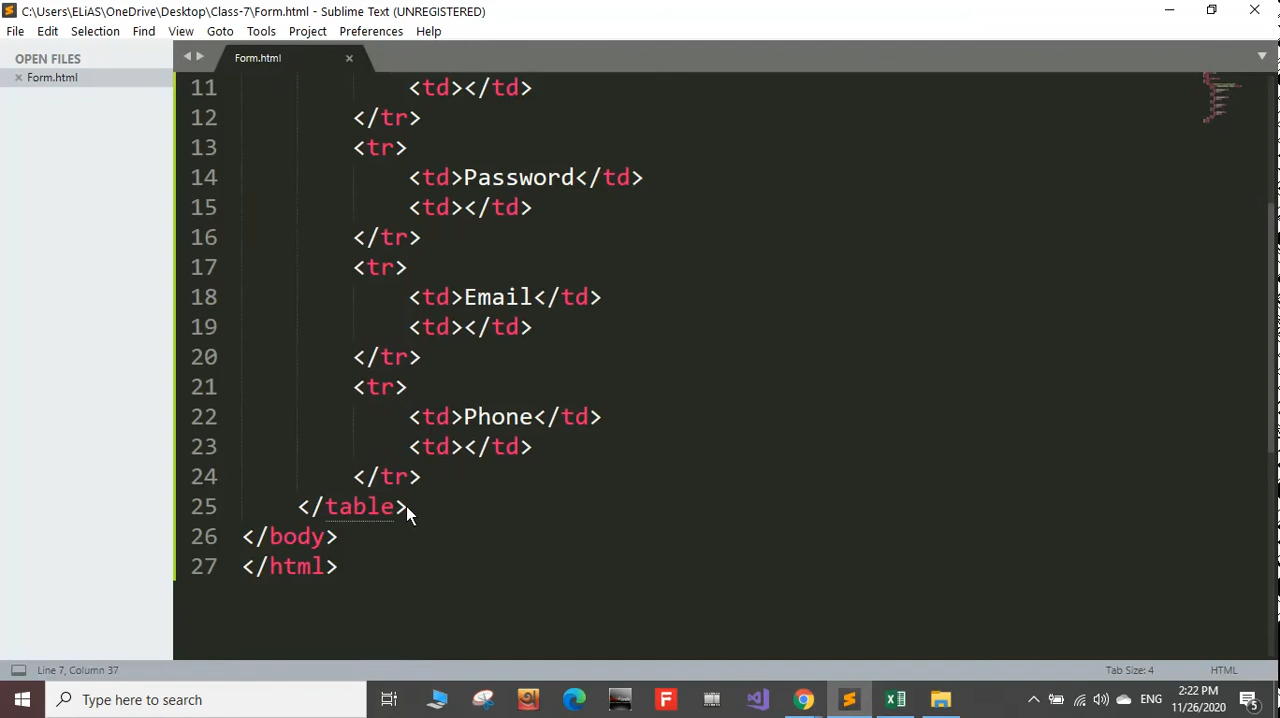 C:\Users\ELiAS\OneDrive\Desktop\Class-7\Form.html - Sublime Text (UNREGISTERED)
File Edit Selection Find View Goto Tools Project Preferences Help
OPEN FILES
Form.html
Form.html
11 <td></td>
12 </tr>
13 <tr>
14 <td>Password</td>
15 <td></td>
16 </tr>
17 <tr>
18 <td>Email</td>
19 <td></td>
20 </tr>
21 <tr>
22 <td>Phone</td>
23 <td></td>
24 </tr>
25 </table>
26 </body>
27 </html>
Line 7, Column 37
Tab Size: 4
HTML
Type here to search
F
ENG
2:22 PM
11/26/2020
5